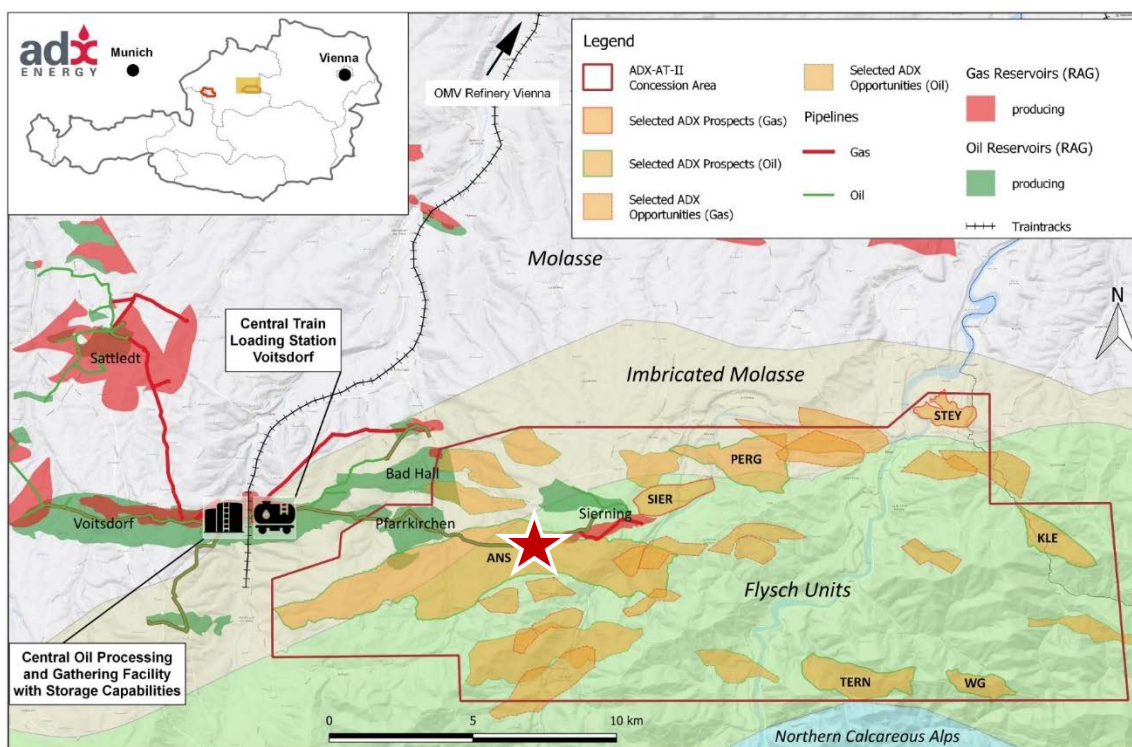 adx
ENERGY
Munich
Vienna
OMV Refinery Vienna
Legend
ADX-AT-II
Concession Area
Selected ADX Prospects (Gas)
Selected ADX Prospects (Oil)
Selected ADX
Opportunities (Gas)
Selected ADX
Opportunities (Oil)
Pipelines
Gas
Oil
Gas Reservoirs (RAG)
producing
Oil Reservoirs (RAG)
producing
Traintracks
Molasse
N
Central Train
Loading Station
Voitsdorf
Sattledt
Imbricated Molasse
STEY
PERG
Bad Hall
SIER
Sierning
Voitsdorf
Pfarrkirchen
KLE
ANS
Flysch Units
Central Oil Processing
and Gathering Facility
with Storage Capabilities
TERN
WG
0 5 10 km
Northern Calcareous Alps